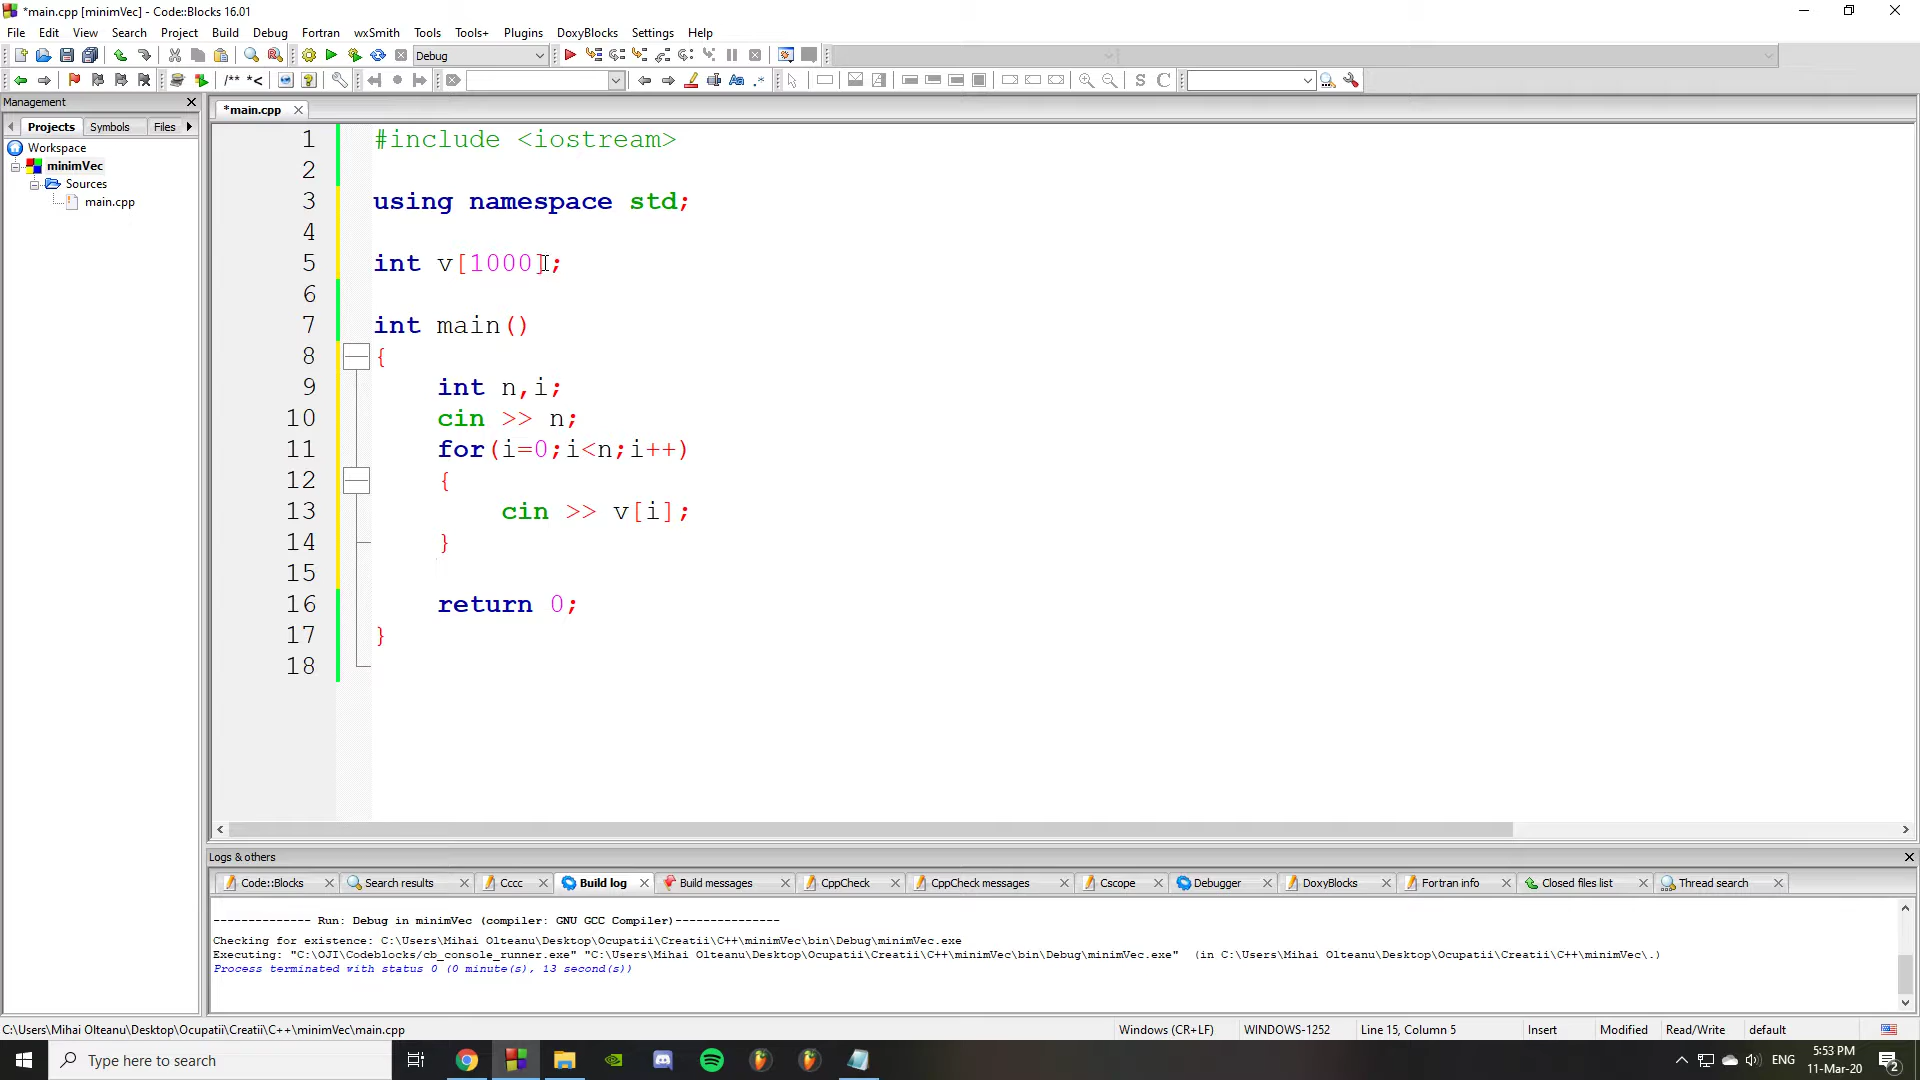 *main.cpp [minimVec] - Code::Blocks 16.01
File Edit View Search Project Build Debug Fortran wxSmith Tools Tools+ Plugins DoxyBlocks Settings Help
Debug
/** *<
Aa .*
S C
Management
Projects Symbols Files
Workspace
minimVec
Sources
main.cpp
*main.cpp
1 #include <iostream>
2
3 using namespace std;
4
5 int v[1000];
6
7 int main()
8 {
9 int n,i;
10 cin >> n;
11 for(i=0;i<n;i++)
12 {
13 cin >> v[i];
14 }
15
16 return 0;
17 }
18
Logs & others
Code::Blocks Search results Cccc Build log Build messages CppCheck CppCheck messages Cscope Debugger DoxyBlocks Fortran info Closed files list Thread search
-------------- Run: Debug in minimVec (compiler: GNU GCC Compiler)---------------
Checking for existence: C:\Users\Mihai Olteanu\Desktop\Ocupatii\Creatii\C++\minimVec\bin\Debug\minimVec.exe
Executing: "C:\OJI\Codeblocks/cb_console_runner.exe" "C:\Users\Mihai Olteanu\Desktop\Ocupatii\Creatii\C++\minimVec\bin\Debug\minimVec.exe"  (in C:\Users\Mihai Olteanu\Desktop\Ocupatii\Creatii\C++\minimVec\.)
Process terminated with status 0 (0 minute(s), 13 second(s))
C:\Users\Mihai Olteanu\Desktop\Ocupatii\Creatii\C++\minimVec\main.cpp Windows (CR+LF) WINDOWS-1252 Line 15, Column 5 Insert Modified Read/Write default
Type here to search
ENG
5:53 PM
11-Mar-20
2